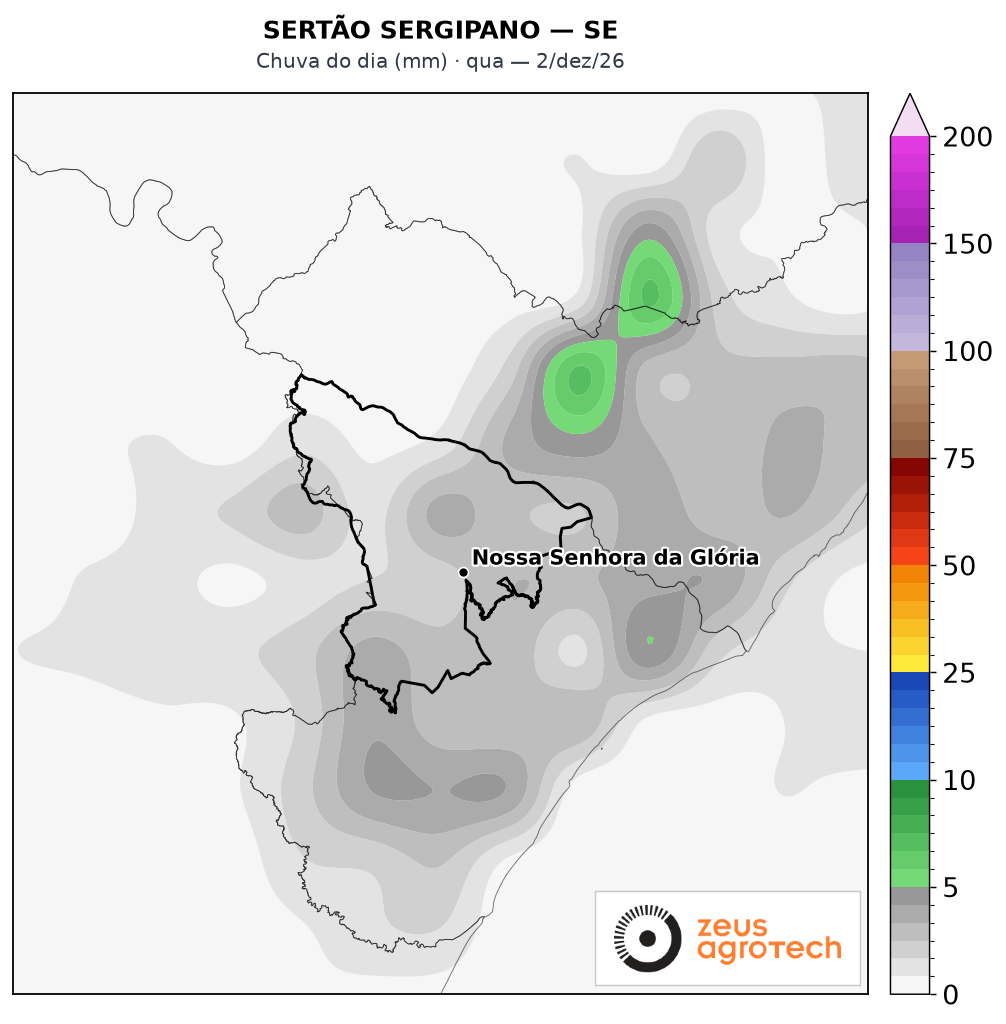 SERTÃO SERGIPANO — SE
Chuva do dia (mm) · qua — 2/dez/26
200
150
100
75
50
25
10
5
0
Nossa Senhora da Glória
zeus
agrotech